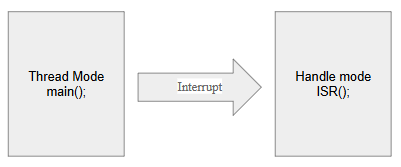 Thread Mode
main();
Interrupt
Handle mode
ISR();